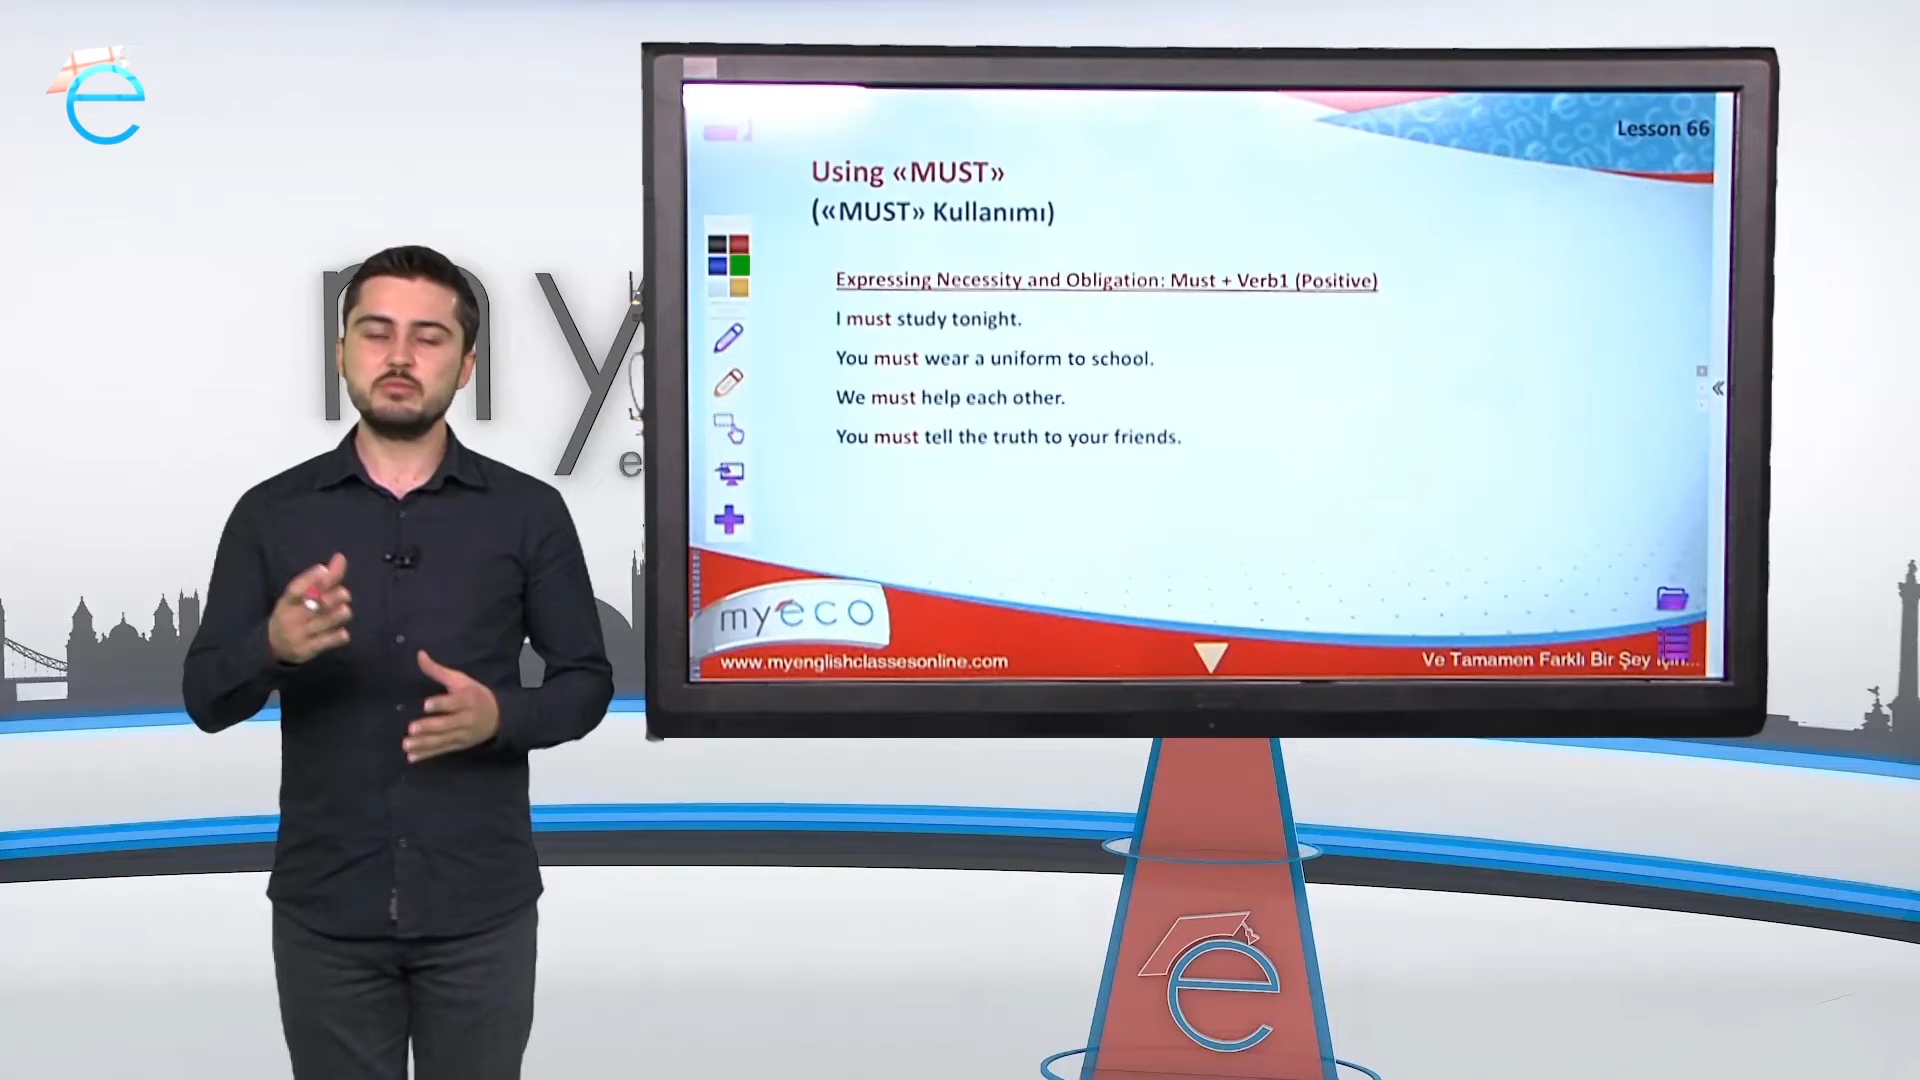 e
my
Lesson 66
Using «MUST»
(«MUST» Kullanımı)
Expressing Necessity and Obligation: Must + Verb1 (Positive)
I must study tonight.
You must wear a uniform to school.
We must help each other.
You must tell the truth to your friends.
myeco
www.myenglishclassesonline.com
Ve Tamamen Farklı Bir Şey için...
e